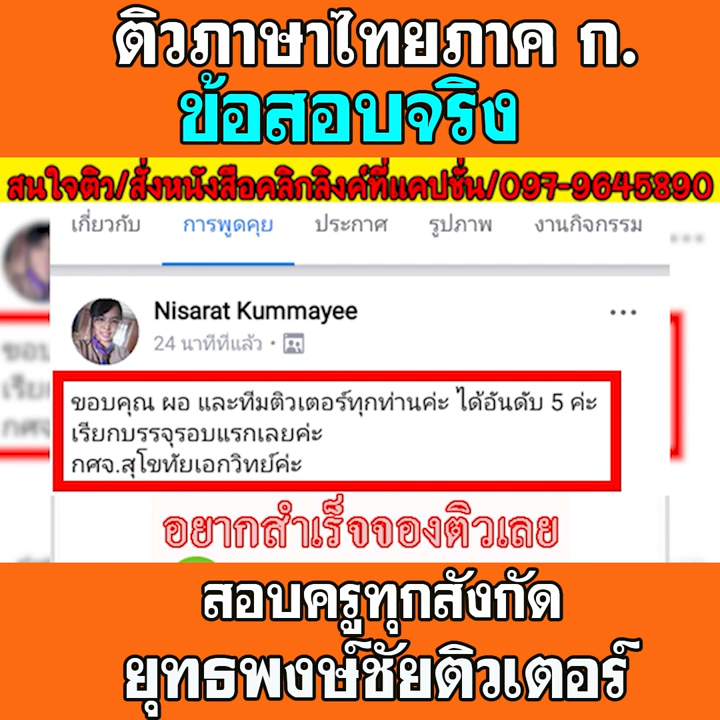 ติวภาษาไทยภาค ก.
ข้อสอบจริง
สนใจติว/สั่งหนังสือคลิกลิงค์ที่แคปชั่น/097-9645890
เกี่ยวกับ การพูดคุย ประกาศ รูปภาพ งานกิจกรรม
Nisarat Kummayee
24 นาทีที่แล้ว
ขอบคุณ ผอ และทีมติวเตอร์ทุกท่านค่ะ ได้อันดับ 5 ค่ะ
เรียกบรรจุรอบแรกเลยค่ะ
กศจ.สุโขทัยเอกวิทย์ค่ะ
อยากสำเร็จจองติวเลย
สอบครูทุกสังกัด
ยุทธพงษ์ชัยติวเตอร์